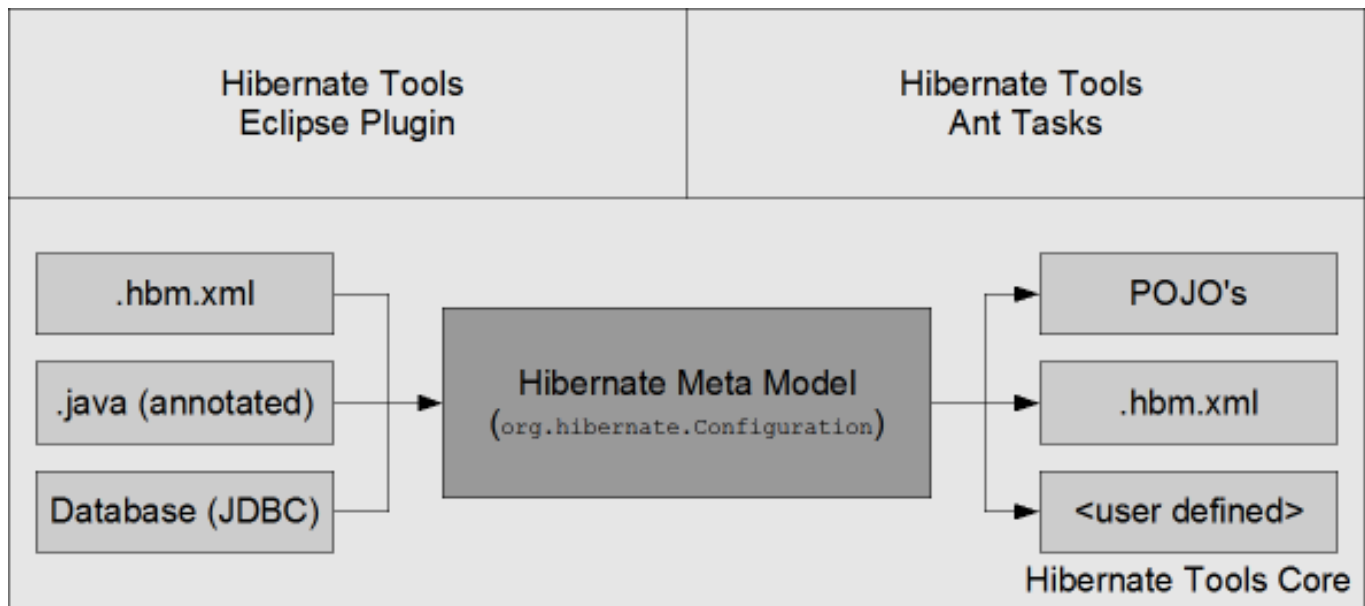 Hibernate Tools
Eclipse Plugin
Hibernate Tools
Ant Tasks
.hbm.xml
.java (annotated)
Database (JDBC)
Hibernate Meta Model
(org.hibernate.Configuration)
POJO's
.hbm.xml
<user defined>
Hibernate Tools Core